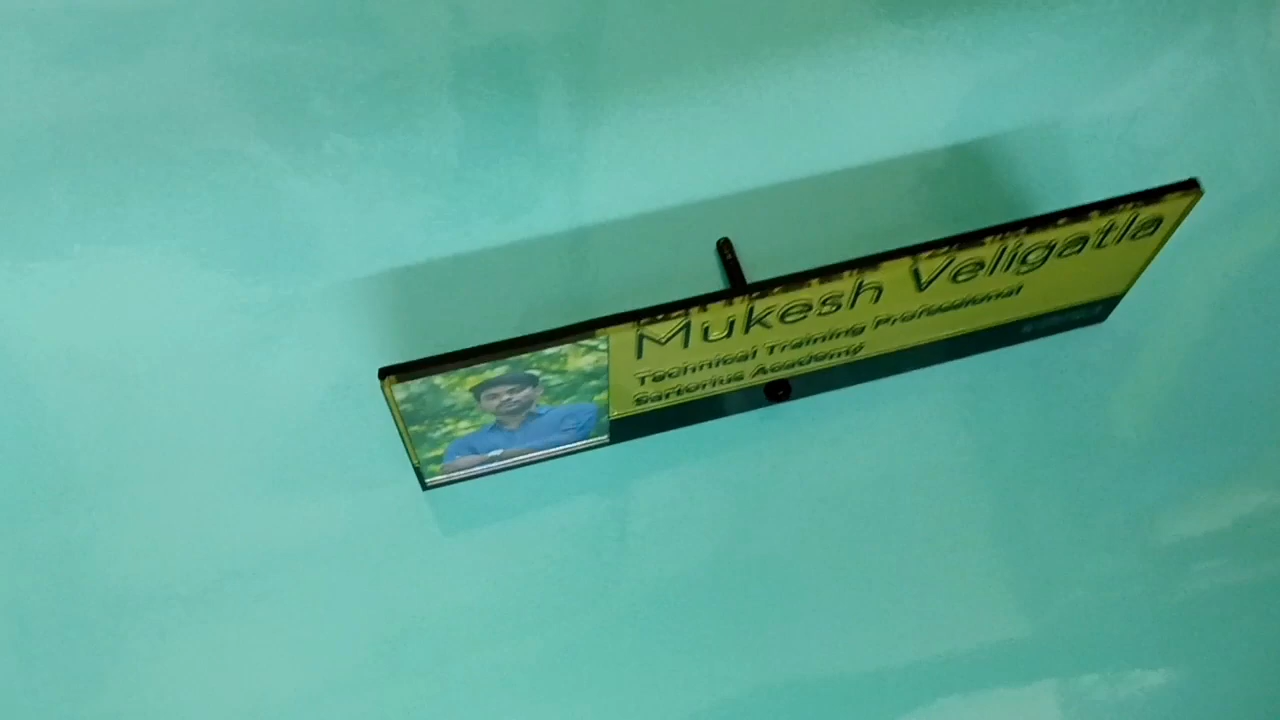 Mukesh Veligatla
Technical Training Professional
Sartorius Academy